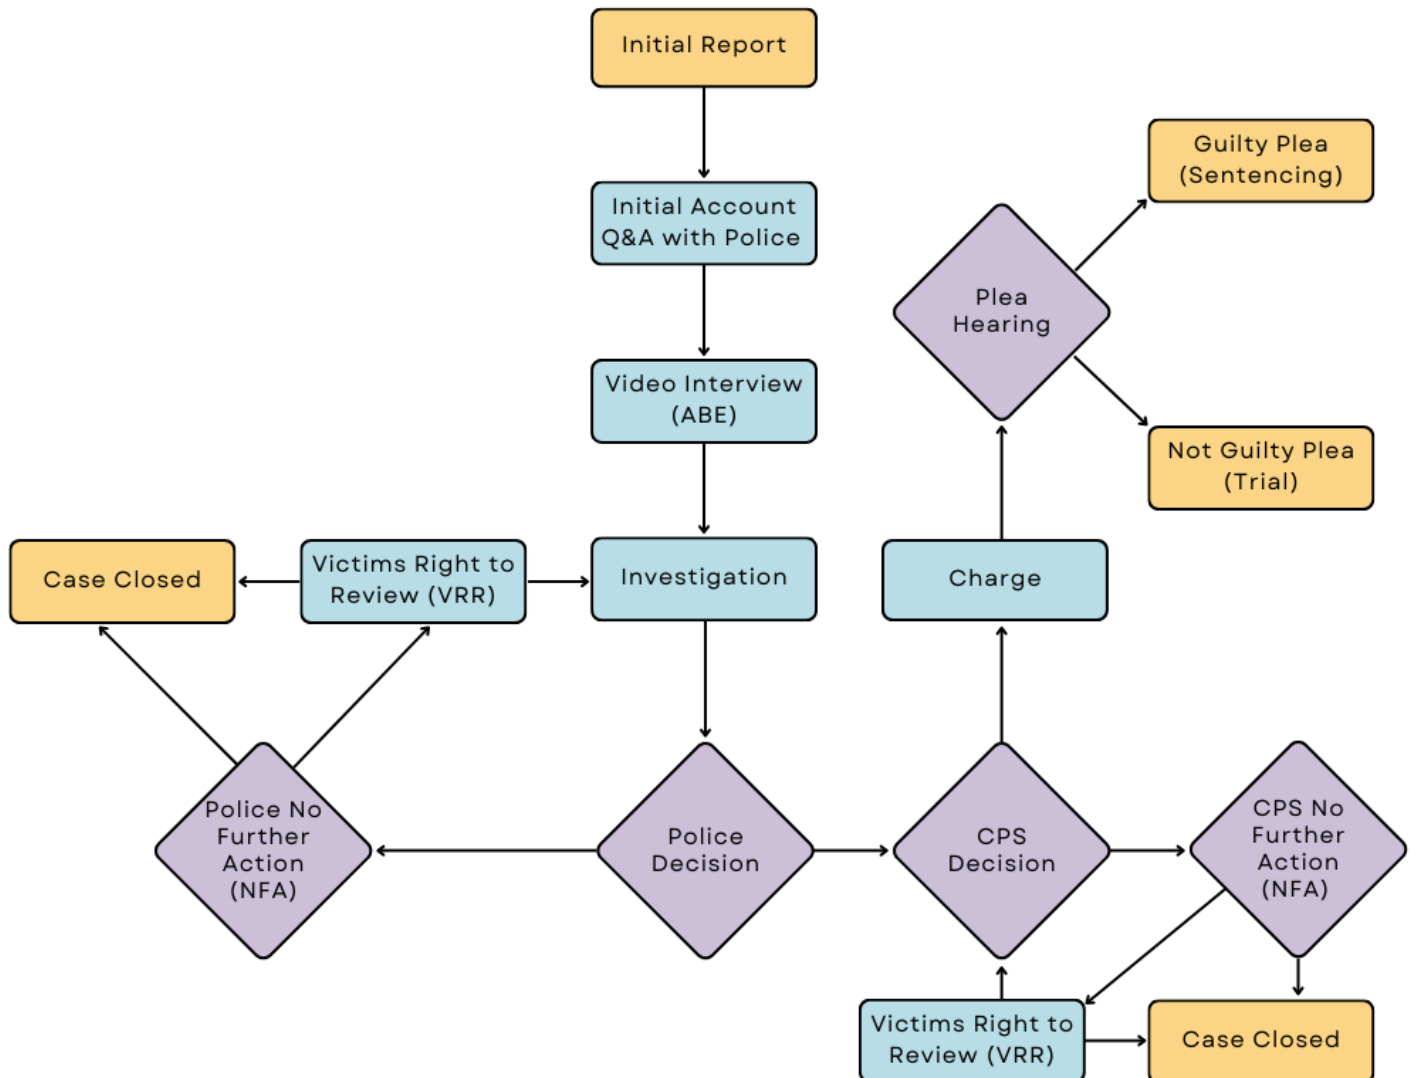 Initial Report
Initial Account
Q&A with Police
Video Interview
(ABE)
Investigation
Victims Right to
Review (VRR)
Case Closed
Police No
Further
Action
(NFA)
Police
Decision
CPS
Decision
Charge
Plea
Hearing
Guilty Plea
(Sentencing)
Not Guilty Plea
(Trial)
CPS No
Further
Action
(NFA)
Victims Right to
Review (VRR)
Case Closed